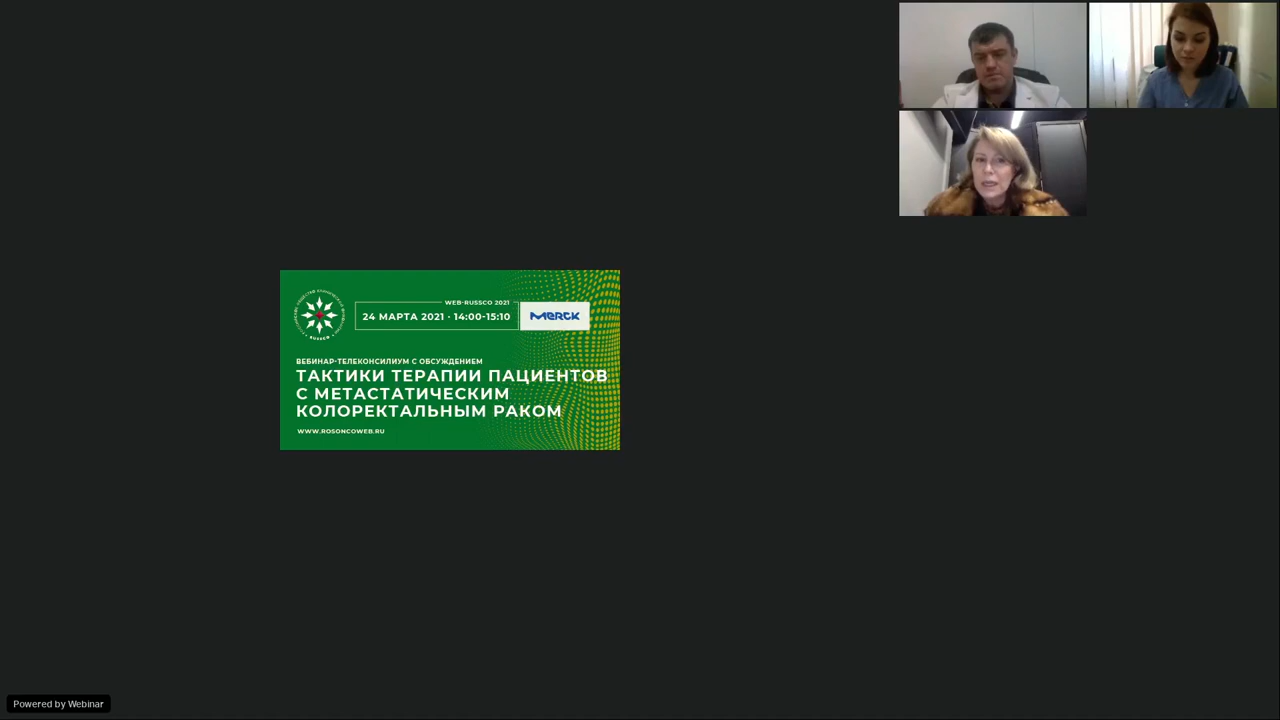 WEB-RUSSCO 2021
24 МАРТА 2021 · 14:00-15:10
MERCK
RUSSCO
ВЕБИНАР-ТЕЛЕКОНСИЛИУМ С ОБСУЖДЕНИЕМ
ТАКТИКИ ТЕРАПИИ ПАЦИЕНТОВ
С МЕТАСТАТИЧЕСКИМ
КОЛОРЕКТАЛЬНЫМ РАКОМ
WWW.ROSONCOWEB.RU
Powered by Webinar